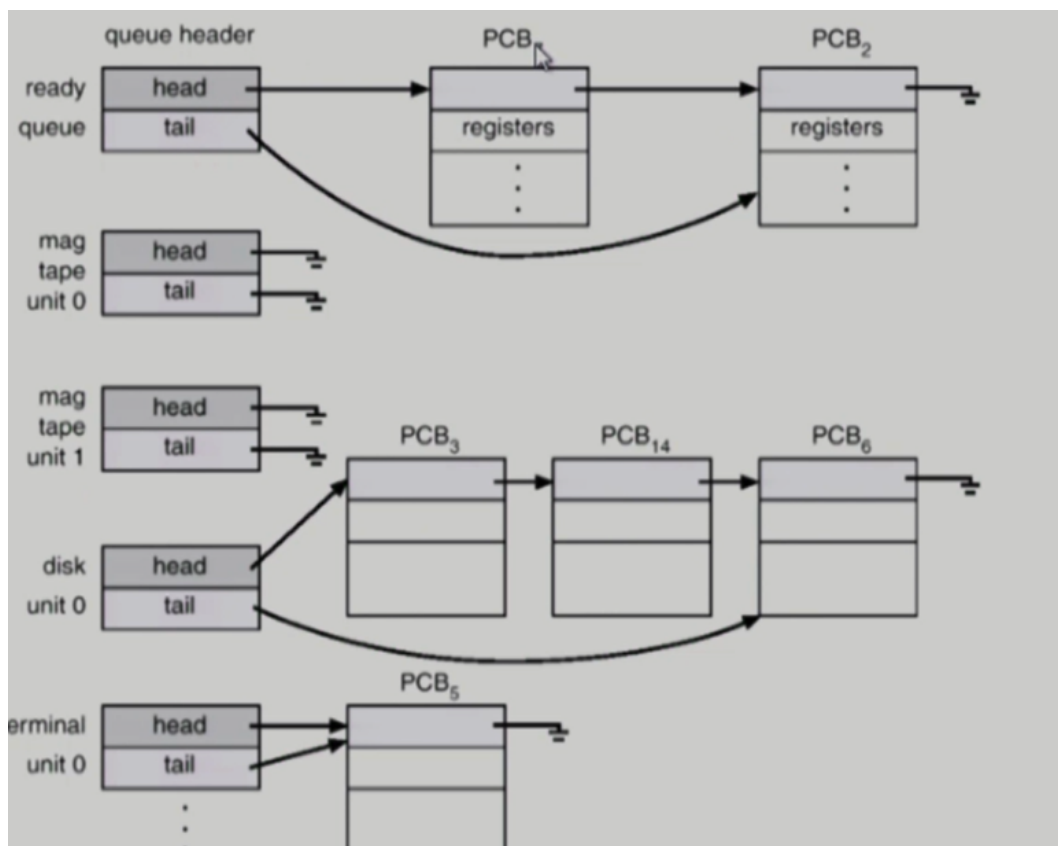 queue header
PCB
PCB₂
ready
head
queue
tail
registers
registers
mag
tape
unit 0
head
tail
mag
tape
unit 1
head
tail
PCB₃
PCB₁₄
PCB₆
disk
head
unit 0
tail
PCB₅
erminal
head
unit 0
tail